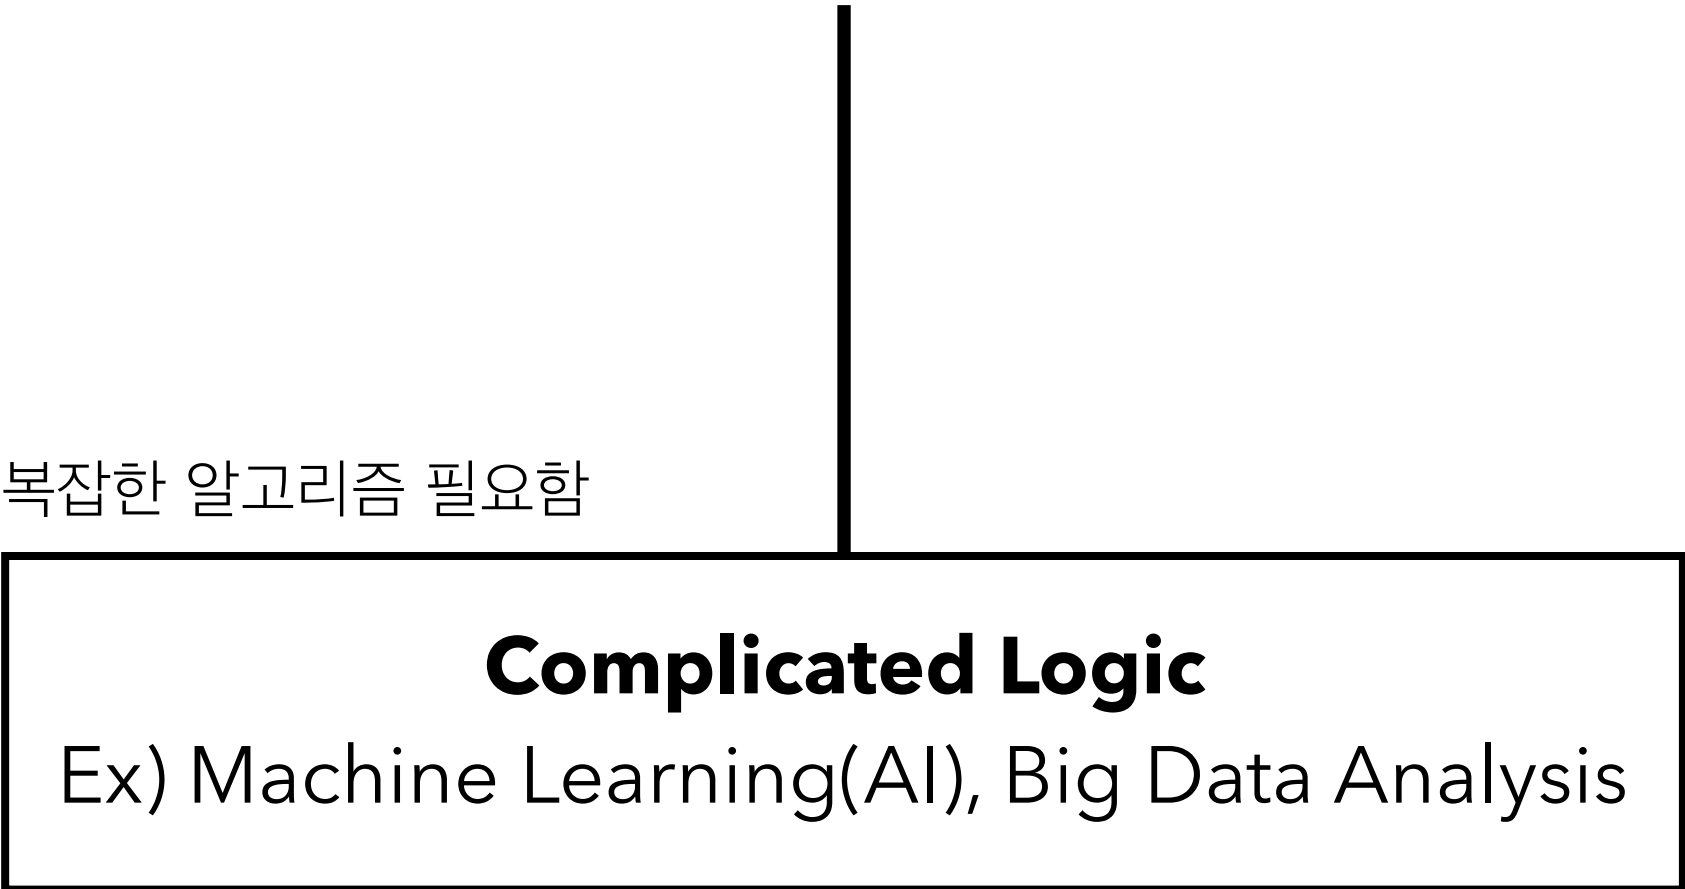 복잡한 알고리즘 필요함
Complicated Logic
Ex) Machine Learning(AI), Big Data Analysis